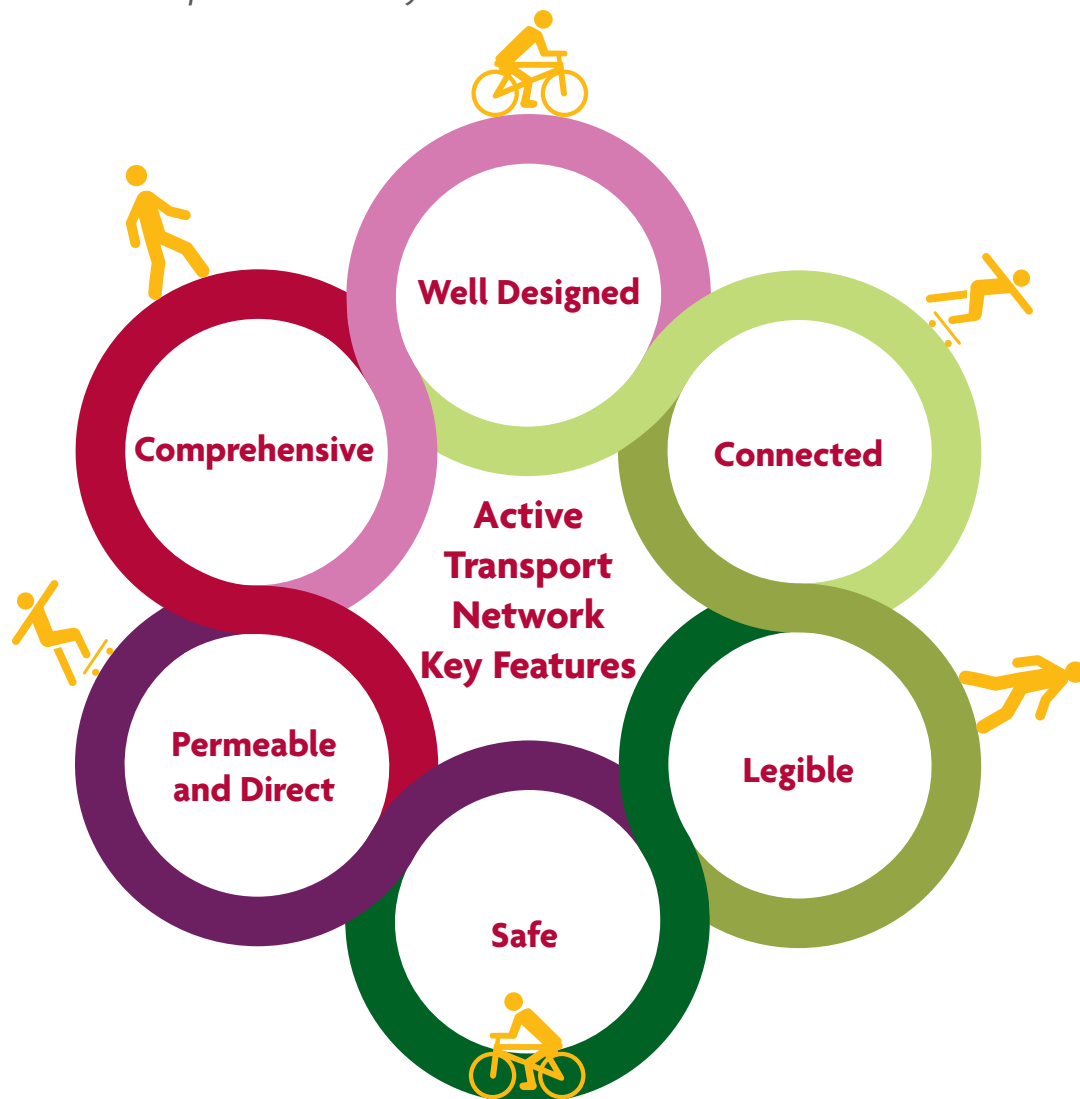 Well Designed
Comprehensive
Connected
Active
Transport
Network
Key Features
Permeable
and Direct
Legible
Safe